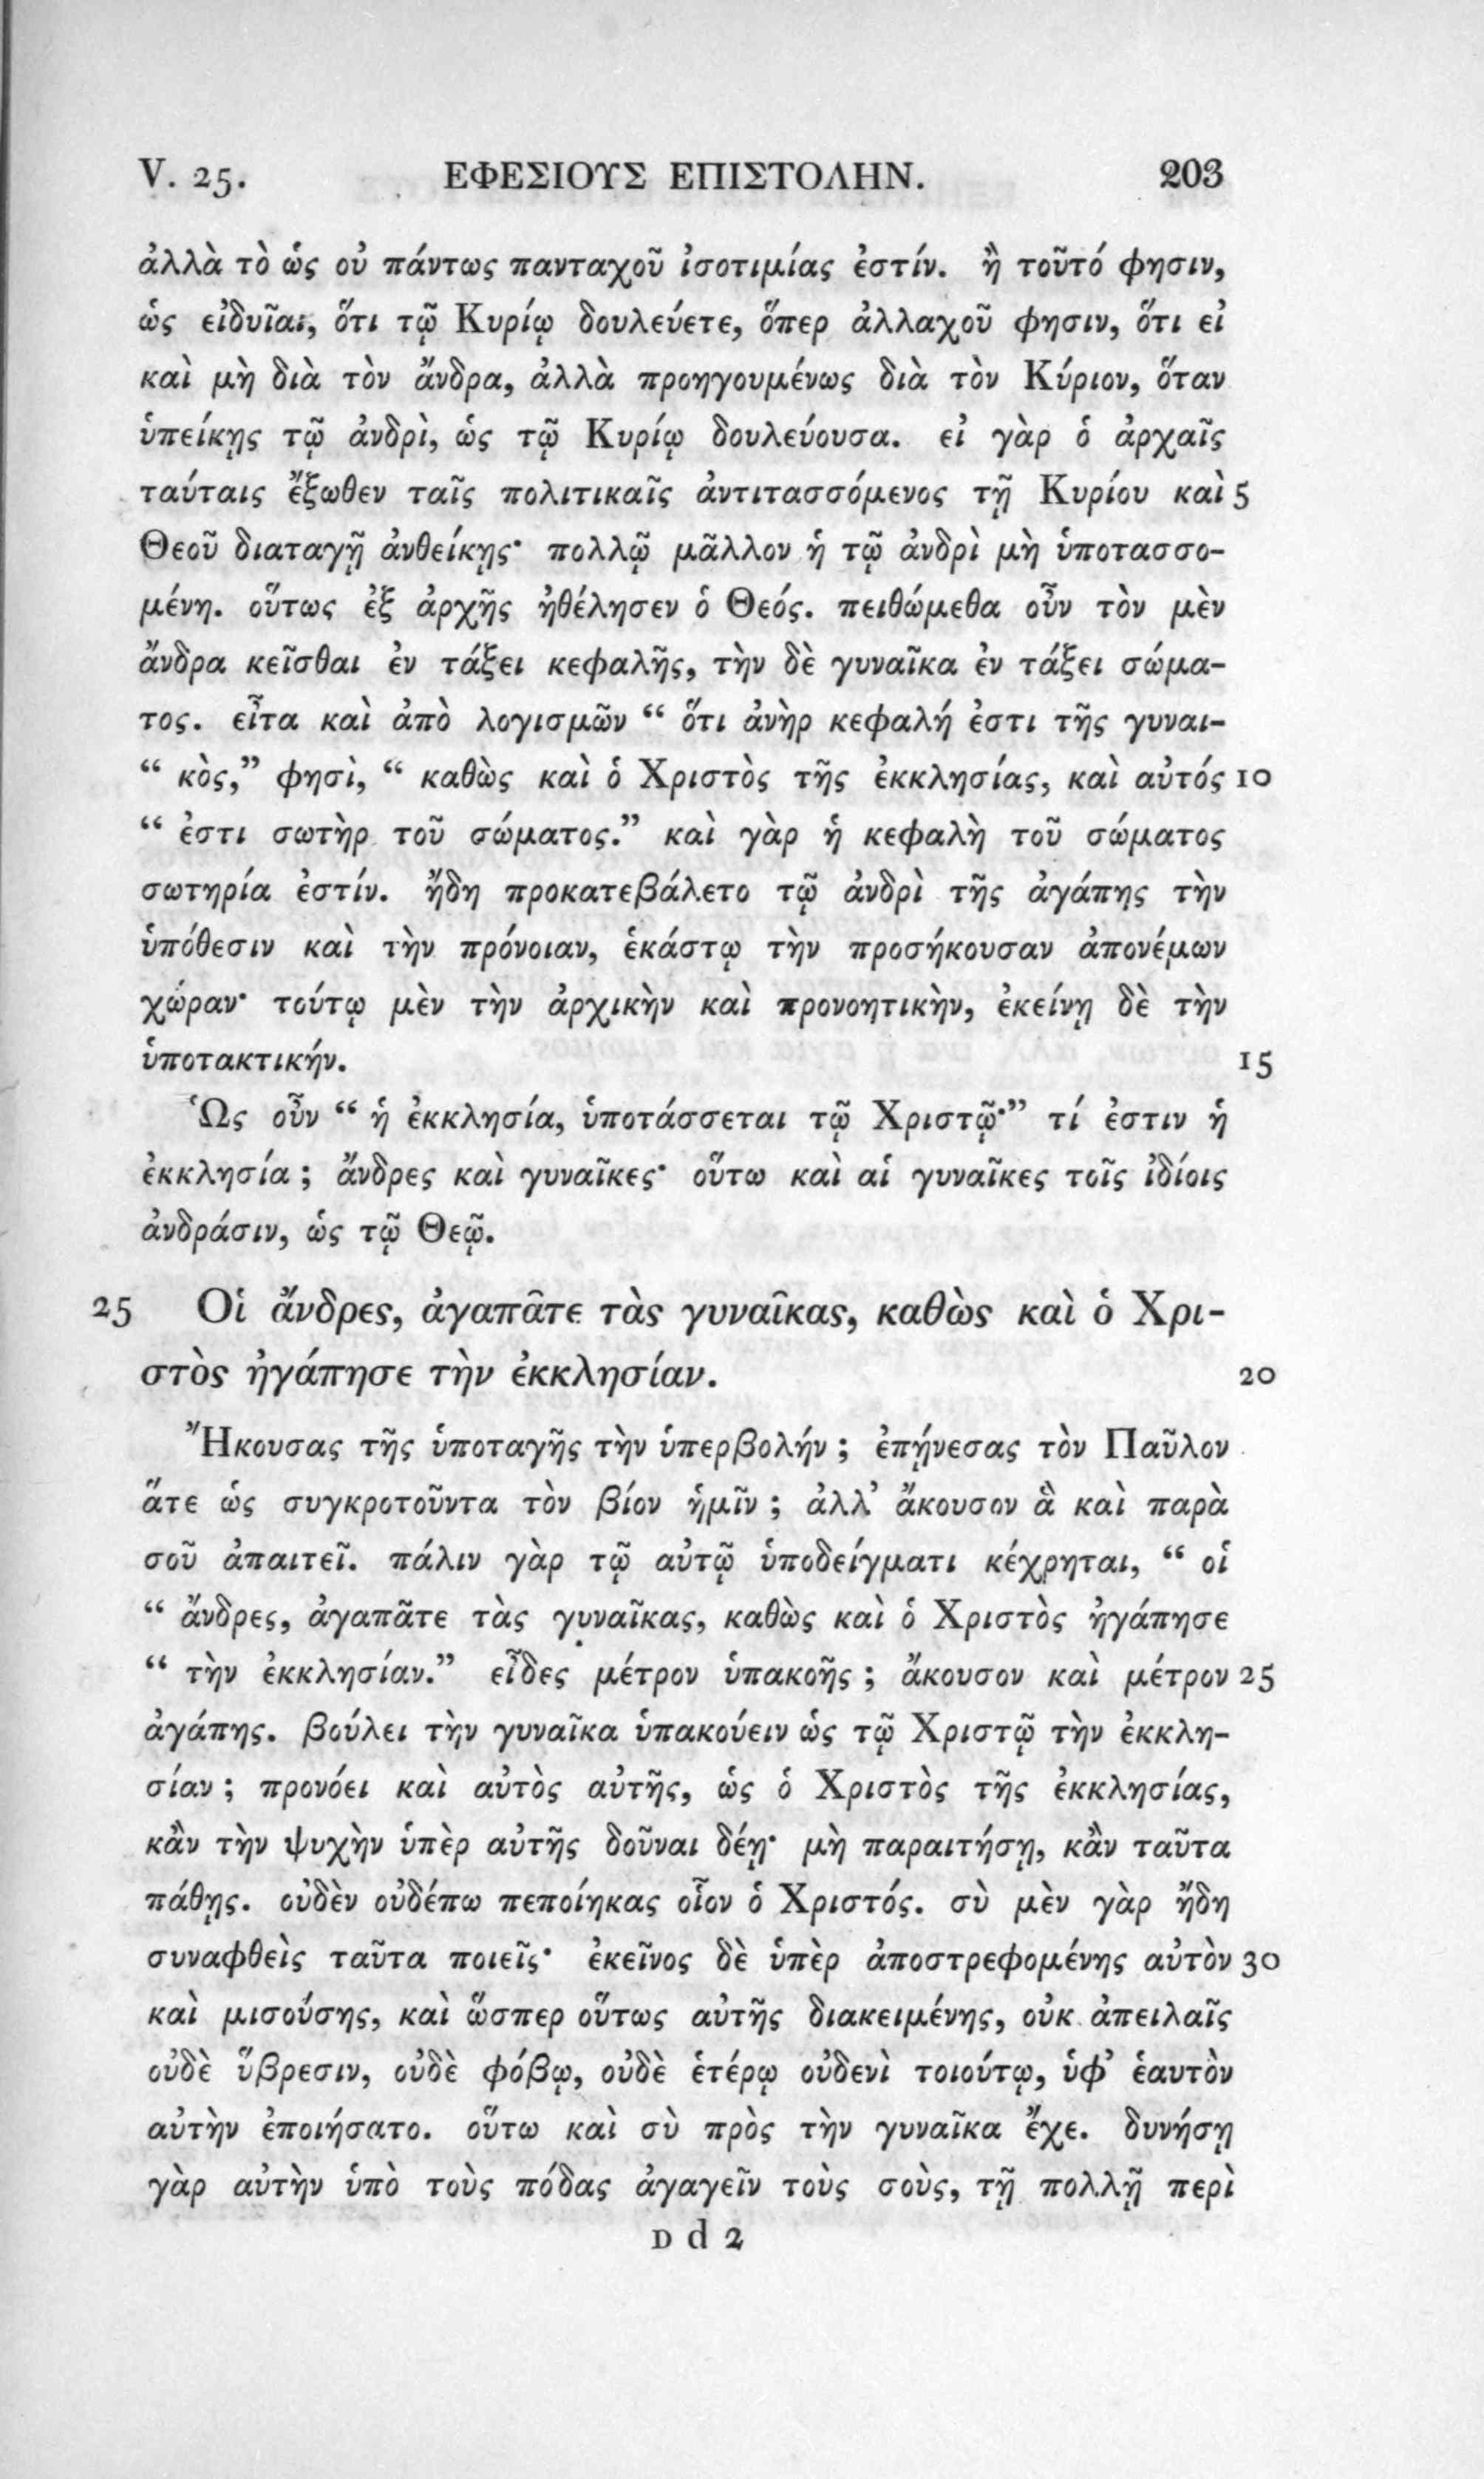 V. 25. ΕΦΕΣΙΟΥΣ ΕΠΙΣΤΟΛΗΝ. 203
ἀλλὰ τὸ ὡς οὐ πάντως πανταχοῦ ἰσοτιμίας ἐστίν. ἢ τοῦτό φησιν,
ὡς εἰδυῖαι, ὅτι τῷ Κυρίῳ δουλεύετε, ὅπερ ἀλλαχοῦ φησιν, ὅτι εἰ
καὶ μὴ διὰ τὸν ἄνδρα, ἀλλὰ προηγουμένως διὰ τὸν Κύριον, ὅταν
ὑπείκῃς τῷ ἀνδρὶ, ὡς τῷ Κυρίῳ δουλεύουσα. εἰ γὰρ ὁ ἀρχαῖς
ταύταις ἔξωθεν ταῖς πολιτικαῖς ἀντιτασσόμενος τῇ Κυρίου καὶ 5
Θεοῦ διαταγῇ ἀνθείκῃς· πολλῷ μᾶλλον ἡ τῷ ἀνδρὶ μὴ ὑποτασσο-
μένη. οὕτως ἐξ ἀρχῆς ἠθέλησεν ὁ Θεός. πειθώμεθα οὖν τὸν μὲν
ἄνδρα κεῖσθαι ἐν τάξει κεφαλῆς, τὴν δὲ γυναῖκα ἐν τάξει σώμα-
τος. εἶτα καὶ ἀπὸ λογισμῶν “ ὅτι ἀνὴρ κεφαλή ἐστι τῆς γυναι-
“ κὸς,” φησὶ, “ καθὼς καὶ ὁ Χριστὸς τῆς ἐκκλησίας, καὶ αὐτός 10
“ ἐστι σωτὴρ τοῦ σώματος.” καὶ γὰρ ἡ κεφαλὴ τοῦ σώματος
σωτηρία ἐστίν. ἤδη προκατεβάλετο τῷ ἀνδρὶ τῆς ἀγάπης τὴν
ὑπόθεσιν καὶ τὴν πρόνοιαν, ἑκάστῳ τὴν προσήκουσαν ἀπονέμων
χώραν· τούτῳ μὲν τὴν ἀρχικὴν καὶ προνοητικὴν, ἐκείνῃ δὲ τὴν
ὑποτακτικήν. 15
Ὡς οὖν “ ἡ ἐκκλησία, ὑποτάσσεται τῷ Χριστῷ·” τί ἐστιν ἡ
ἐκκλησία ; ἄνδρες καὶ γυναῖκες· οὕτω καὶ αἱ γυναῖκες τοῖς ἰδίοις
ἀνδράσιν, ὡς τῷ Θεῷ.
25 Οἱ ἄνδρες, ἀγαπᾶτε τὰς γυναῖκας, καθὼς καὶ ὁ Χρι-
στὸς ἠγάπησε τὴν ἐκκλησίαν. 20
Ἤκουσας τῆς ὑποταγῆς τὴν ὑπερβολήν ; ἐπῄνεσας τὸν Παῦλον
ἅτε ὡς συγκροτοῦντα τὸν βίον ἡμῖν ; ἀλλ’ ἄκουσον ἃ καὶ παρὰ
σοῦ ἀπαιτεῖ. πάλιν γὰρ τῷ αὐτῷ ὑποδείγματι κέχρηται, “ οἱ
“ ἄνδρες, ἀγαπᾶτε τὰς γυναῖκας, καθὼς καὶ ὁ Χριστὸς ἠγάπησε
“ τὴν ἐκκλησίαν.” εἶδες μέτρον ὑπακοῆς ; ἄκουσον καὶ μέτρον 25
ἀγάπης. βούλει τὴν γυναῖκα ὑπακούειν ὡς τῷ Χριστῷ τὴν ἐκκλη-
σίαν ; προνόει καὶ αὐτὸς αὐτῆς, ὡς ὁ Χριστὸς τῆς ἐκκλησίας,
κἂν τὴν ψυχὴν ὑπὲρ αὐτῆς δοῦναι δέῃ· μὴ παραιτήσῃ, κἂν ταῦτα
πάθῃς. οὐδὲν οὐδέπω πεποίηκας οἷον ὁ Χριστός. σὺ μὲν γὰρ ἤδη
συναφθεὶς ταῦτα ποιεῖς· ἐκεῖνος δὲ ὑπὲρ ἀποστρεφομένης αὐτὸν 30
καὶ μισούσης, καὶ ὥσπερ οὕτως αὐτῆς διακειμένης, οὐκ ἀπειλαῖς
οὐδὲ ὕβρεσιν, οὐδὲ φόβῳ, οὐδὲ ἑτέρῳ οὐδενὶ τοιούτῳ, ὑφ’ ἑαυτὸν
αὐτὴν ἐποιήσατο. οὕτω καὶ σὺ πρὸς τὴν γυναῖκα ἔχε. δυνήσῃ
γὰρ αὐτὴν ὑπὸ τοὺς πόδας ἀγαγεῖν τοὺς σοὺς, τῇ πολλῇ περὶ
D d 2